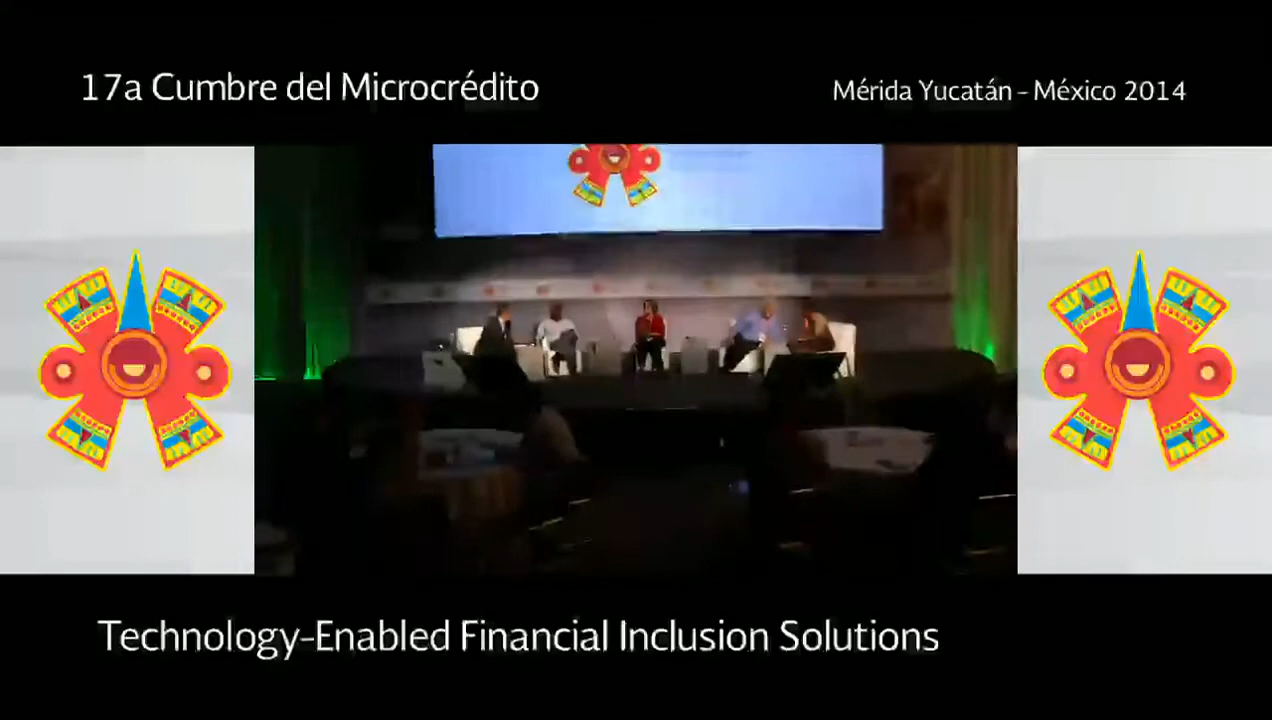 17a Cumbre del Microcrédito
Mérida Yucatán - México 2014
Technology-Enabled Financial Inclusion Solutions